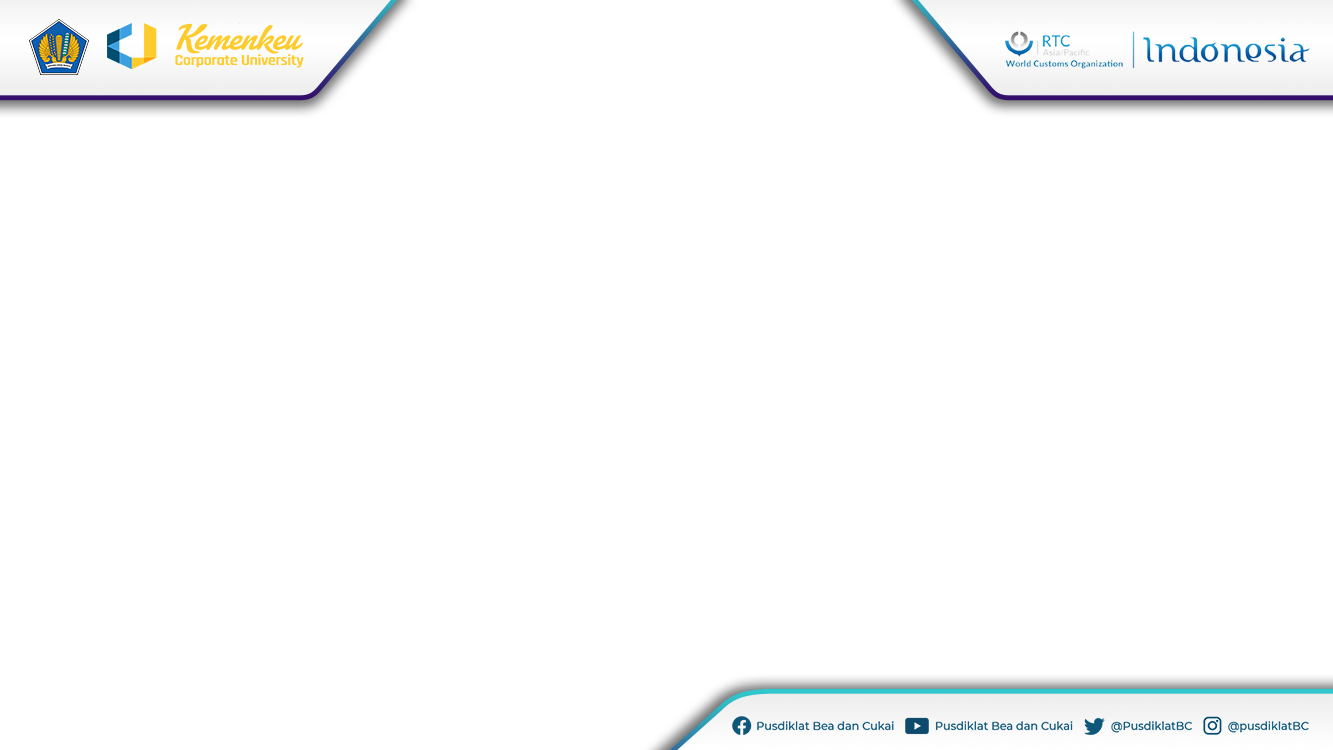 Kemenkeu
Corporate University
RTC
Asia-Pacific
World Customs Organization
Indonesia
Pusdiklat Bea dan Cukai Pusdiklat Bea dan Cukai @PusdiklatBC @pusdiklatBC